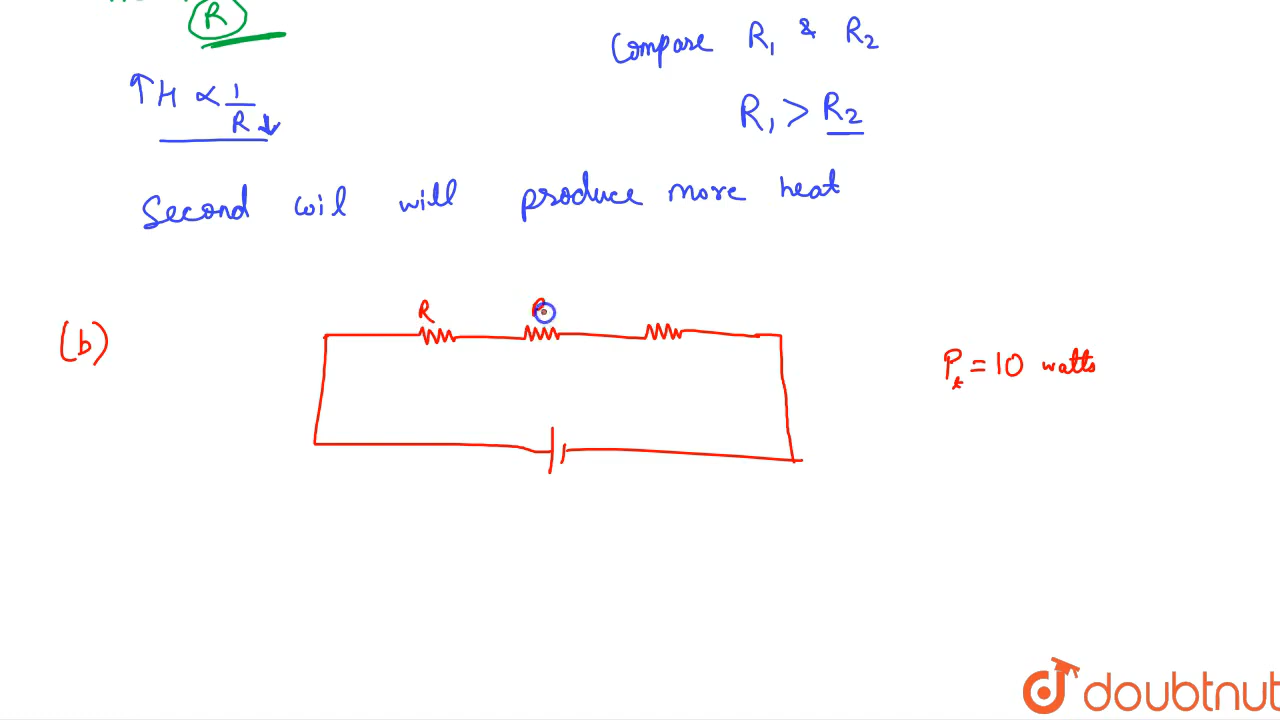 R
Compare R₁ & R₂
↑H ∝ 1/R↓
R₁ > R₂
Second coil will produce more heat
(b)
R
Pₜ = 10 watts
doubtnut